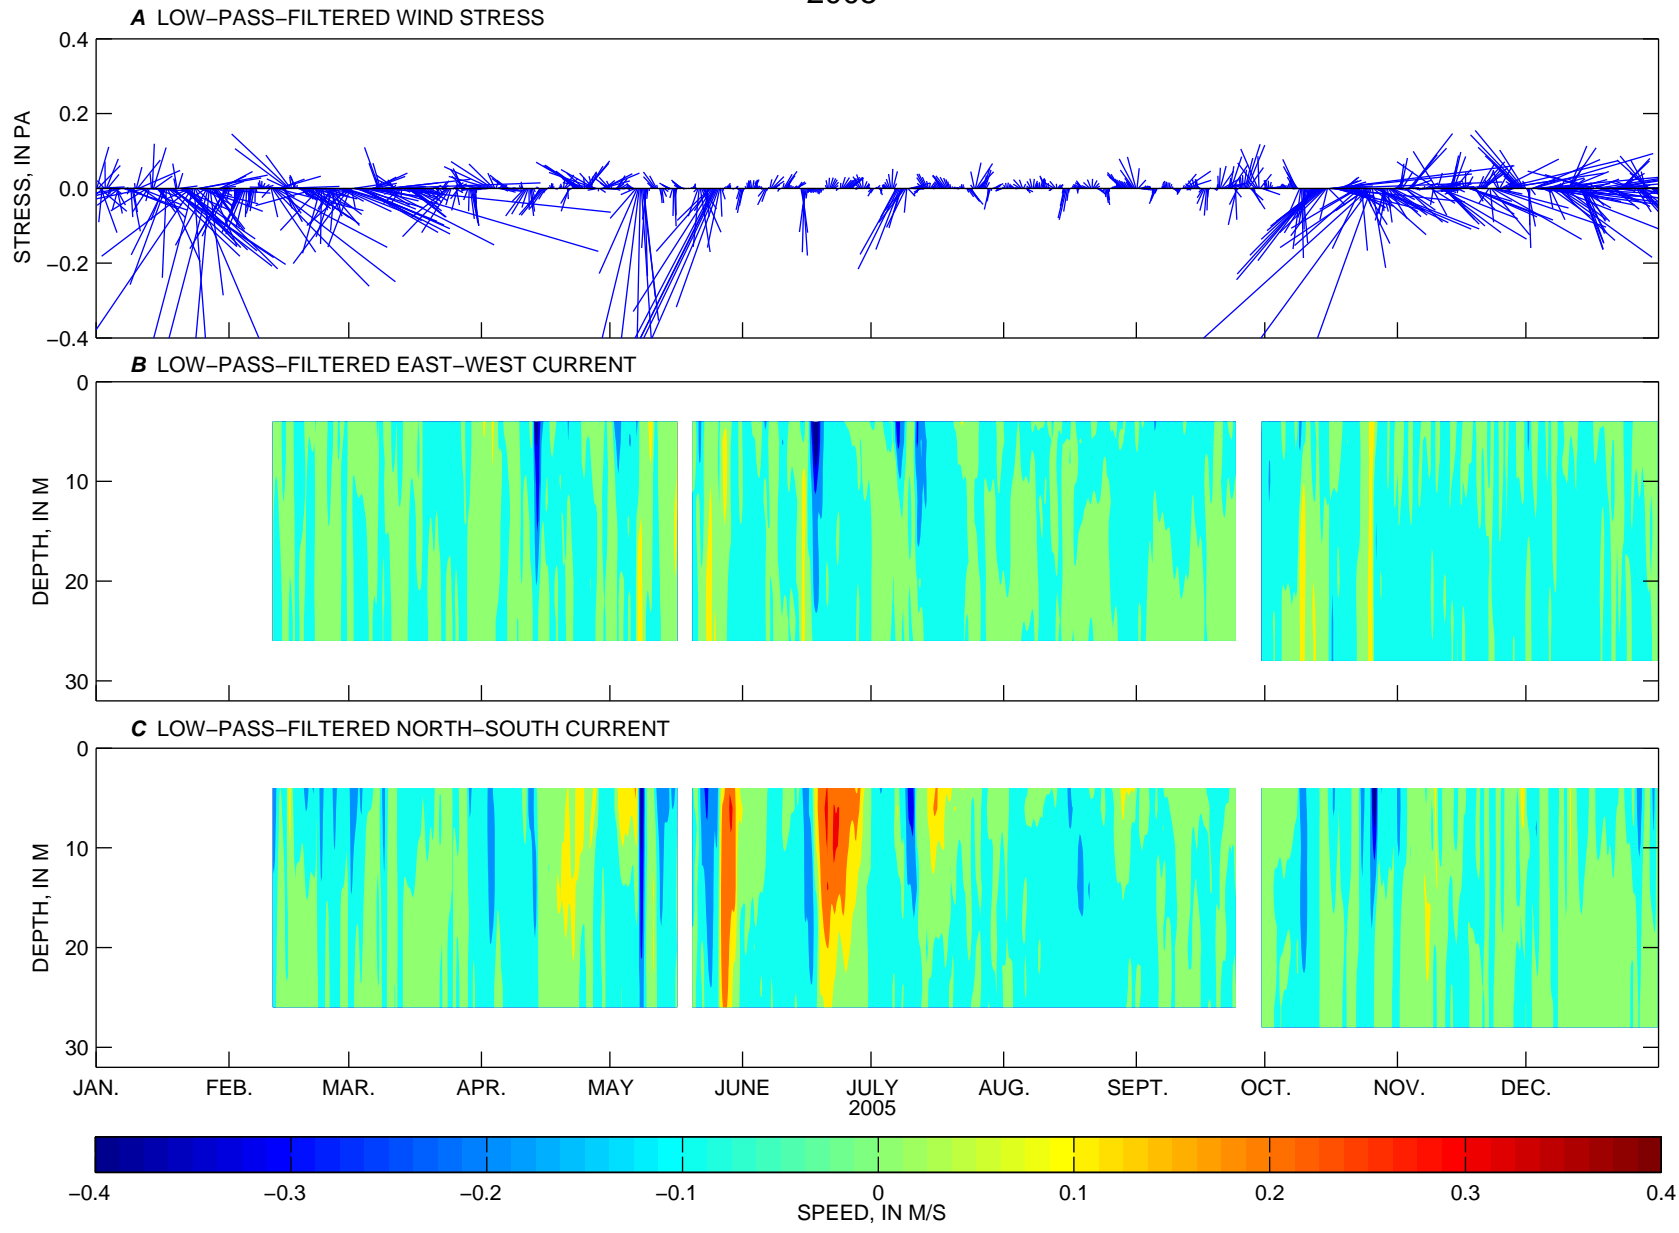 A LOW–PASS–FILTERED WIND STRESS
0.4
0.2
0.0
–0.2
–0.4
STRESS, IN PA
B LOW–PASS–FILTERED EAST–WEST CURRENT
0
10
20
30
DEPTH, IN M
C LOW–PASS–FILTERED NORTH–SOUTH CURRENT
0
10
20
30
DEPTH, IN M
JAN. FEB. MAR. APR. MAY JUNE JULY AUG. SEPT. OCT. NOV. DEC.
2005
–0.4 –0.3 –0.2 –0.1 0 0.1 0.2 0.3 0.4
SPEED, IN M/S